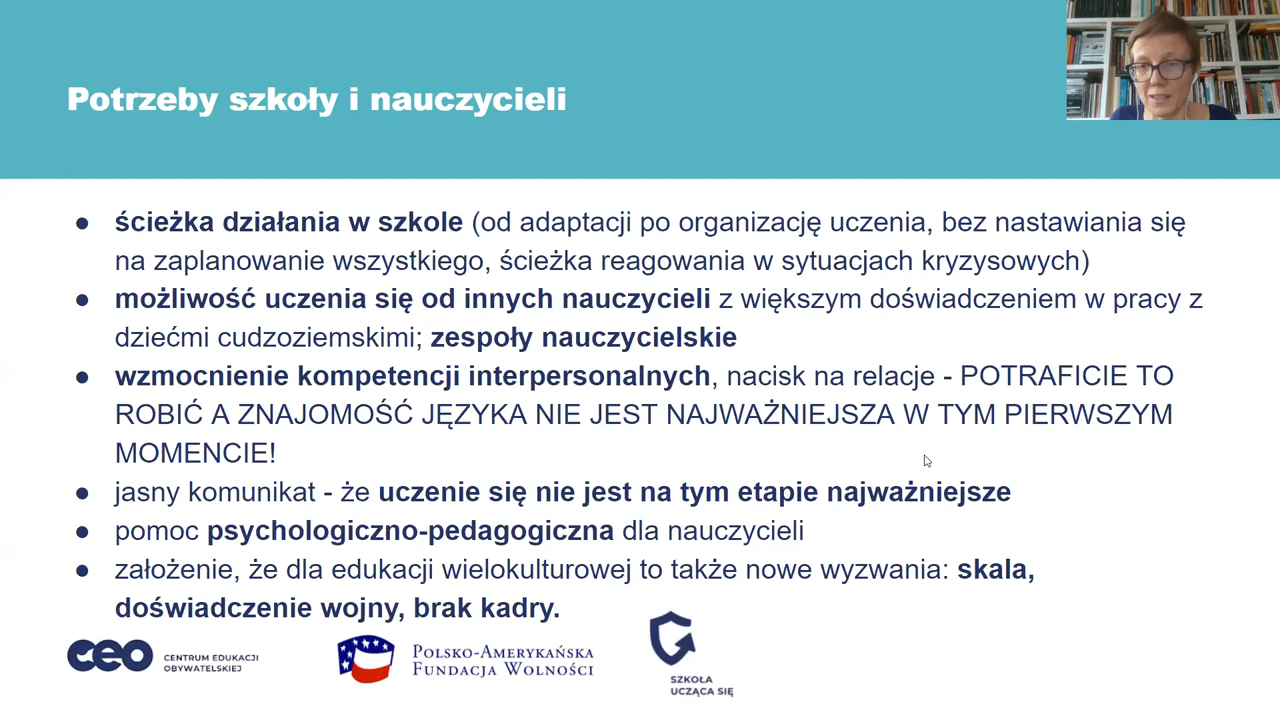 Potrzeby szkoły i nauczycieli
● ścieżka działania w szkole (od adaptacji po organizację uczenia, bez nastawiania się
na zaplanowanie wszystkiego, ścieżka reagowania w sytuacjach kryzysowych)
● możliwość uczenia się od innych nauczycieli z większym doświadczeniem w pracy z
dziećmi cudzoziemskimi; zespoły nauczycielskie
● wzmocnienie kompetencji interpersonalnych, nacisk na relacje - POTRAFICIE TO
ROBIĆ A ZNAJOMOŚĆ JĘZYKA NIE JEST NAJWAŻNIEJSZA W TYM PIERWSZYM
MOMENCIE!
● jasny komunikat - że uczenie się nie jest na tym etapie najważniejsze
● pomoc psychologiczno-pedagogiczna dla nauczycieli
● założenie, że dla edukacji wielokulturowej to także nowe wyzwania: skala,
doświadczenie wojny, brak kadry.
ceo
CENTRUM EDUKACJI
OBYWATELSKIEJ
POLSKO-AMERYKAŃSKA
FUNDACJA WOLNOŚCI
SZKOŁA
UCZĄCA SIĘ